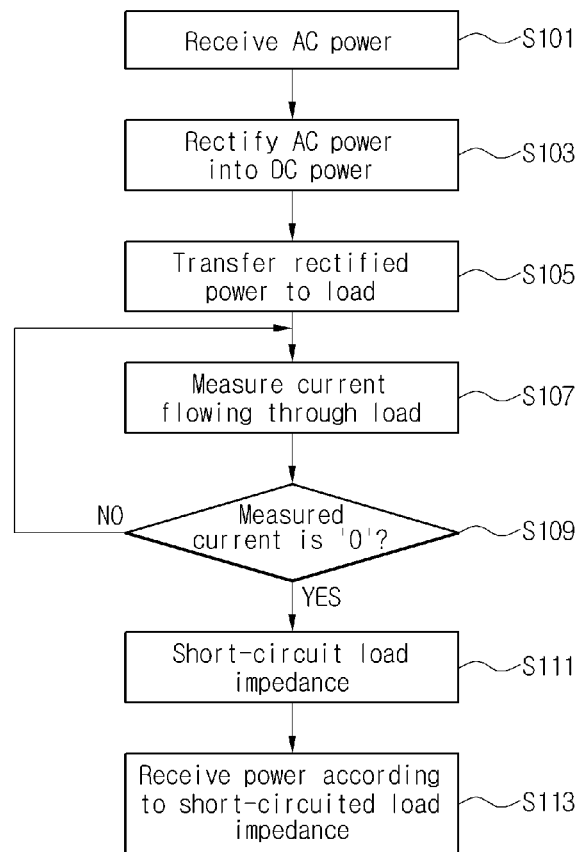 Receive AC power
S101
Rectify AC power
into DC power
S103
Transfer rectified
power to load
S105
Measure current
flowing through load
S107
NO
Measured
current is '0'?
S109
YES
Short-circuit load
impedance
S111
Receive power according
to short-circuited load
impedance
S113